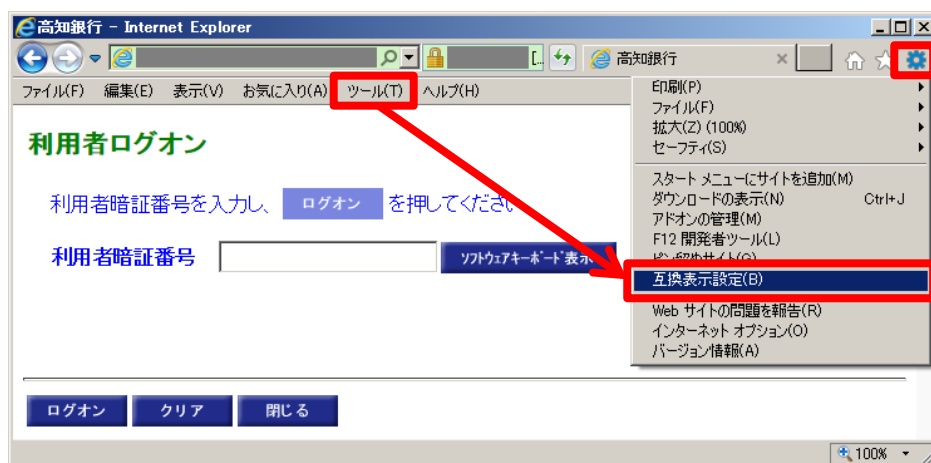 高知銀行 - Internet Explorer
[..
高知銀行
ファイル(F) 編集(E) 表示(V) お気に入り(A) ツール(T) ヘルプ(H)
印刷(P)
ファイル(F)
拡大(Z) (100%)
セーフティ(S)
スタート メニューにサイトを追加(M)
ダウンロードの表示(N) Ctrl+J
アドオンの管理(M)
F12 開発者ツール(L)
ピン留めサイト(G)
互換表示設定(B)
Web サイトの問題を報告(R)
インターネット オプション(O)
バージョン情報(A)
利用者ログオン
利用者暗証番号を入力し、 ログオン を押してください
利用者暗証番号 ソフトウェアキーボード表示
ログオン クリア 閉じる
100%